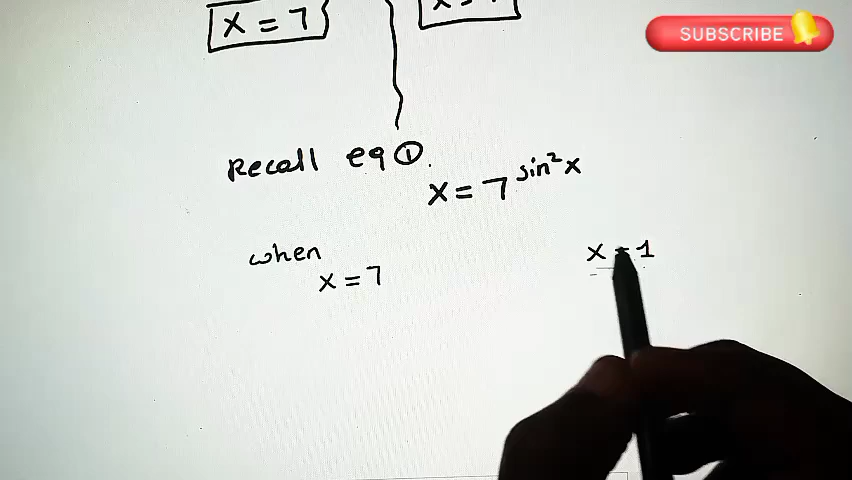 x = 7
SUBSCRIBE
Recall eq ①.
x = 7^sin²x
when
x = 7
x = 1